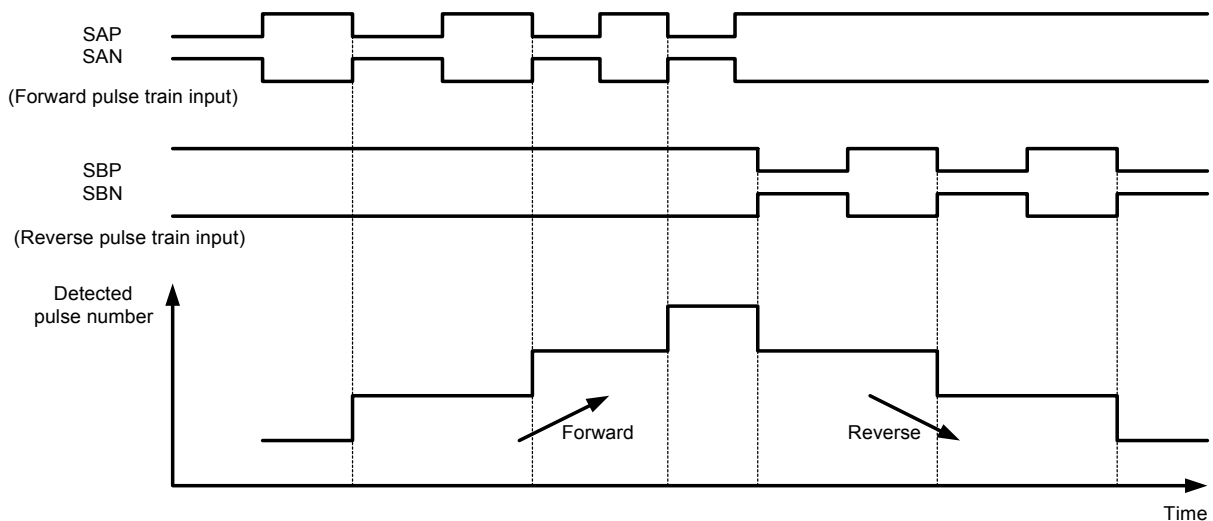 SAP
SAN
(Forward pulse train input)
SBP
SBN
(Reverse pulse train input)
Detected
pulse number
Forward
Reverse
Time